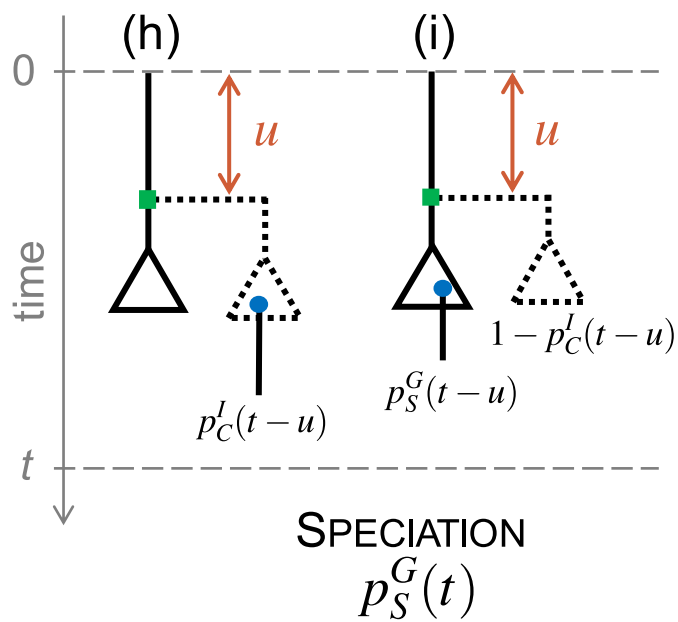 (h) (i)
0
u u
time
1 − p_C^I(t − u)
p_S^G(t − u)
p_C^I(t − u)
t
SPECIATION
p_S^G(t)